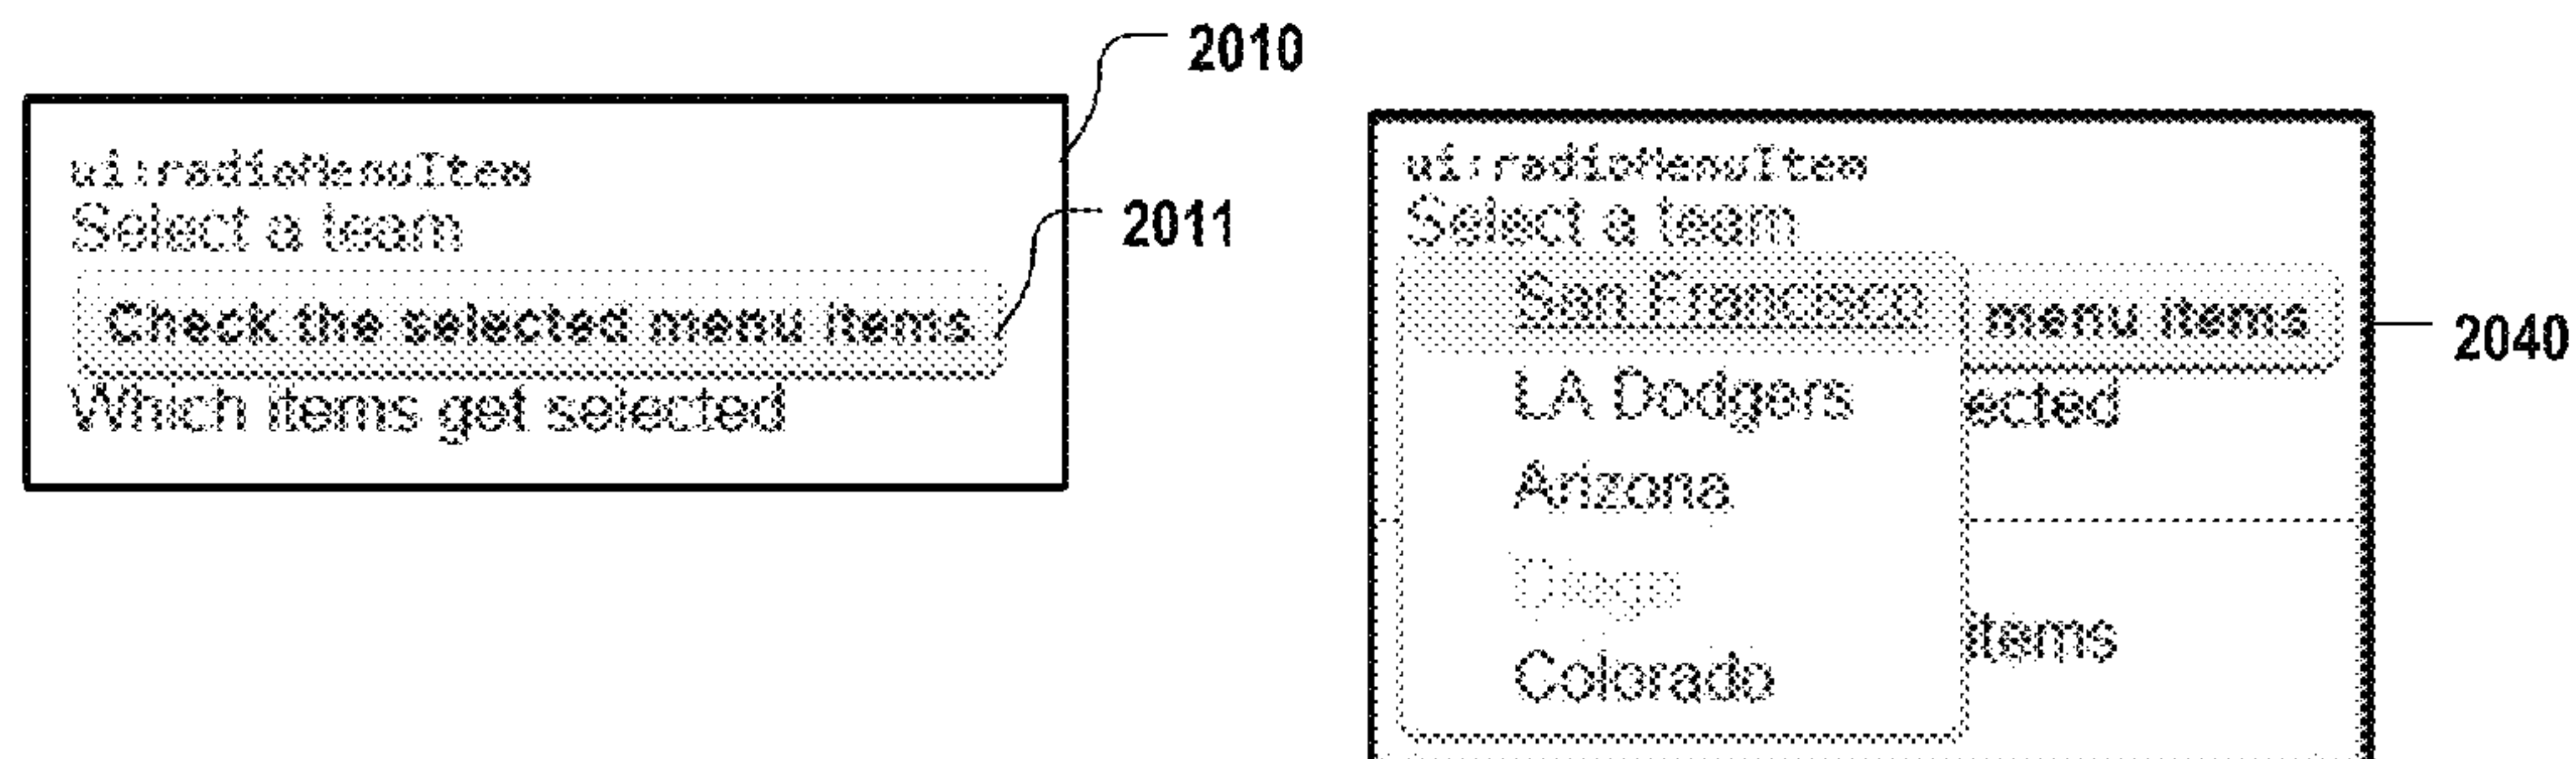 2010
ui:radioMenuItem
Select a team
2011
Check the selected menu items
Which items get selected
ui:radioMenuItem
Select a team
San Francisco
menu items
2040
LA Dodgers
ected
Arizona
Diego
items
Colorado